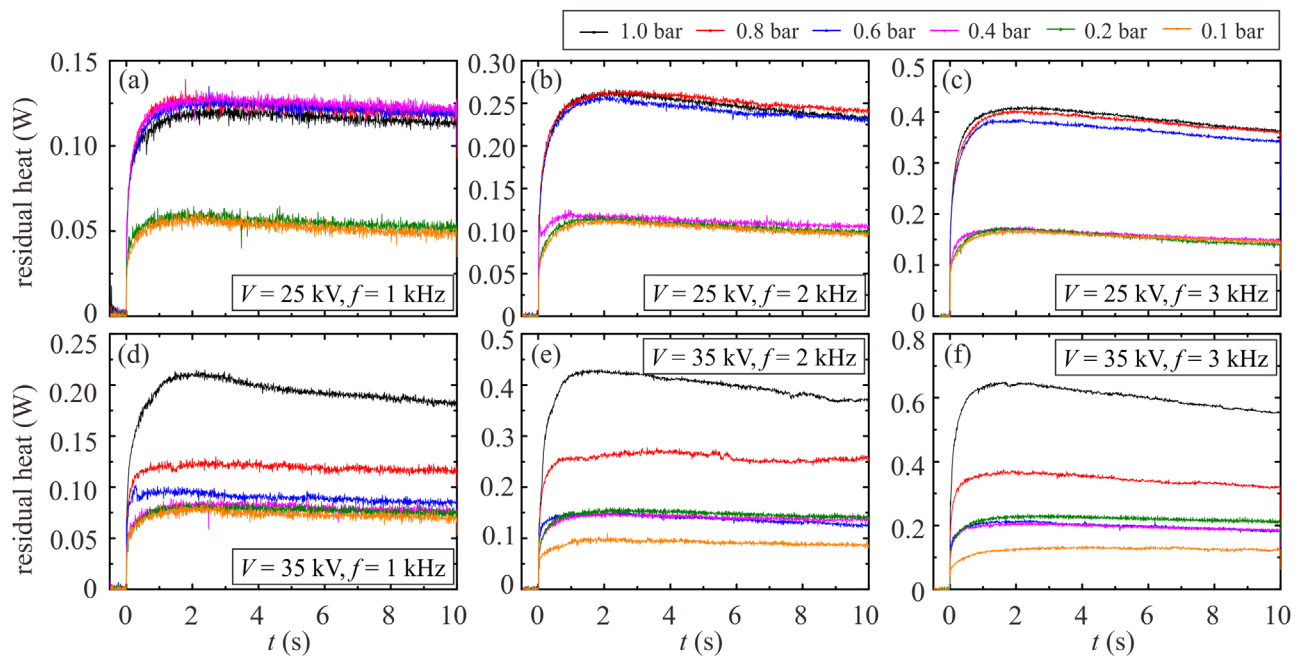 1.0 bar 0.8 bar 0.6 bar 0.4 bar 0.2 bar 0.1 bar
(a) (b) (c)
0.15 0.10 0.05 0
0.30 0.25 0.20 0.15 0.10 0.05 0.00
0.5 0.4 0.3 0.2 0.1 0.0
residual heat (W)
V = 25 kV, f = 1 kHz V = 25 kV, f = 2 kHz V = 25 kV, f = 3 kHz
(d) (e) (f)
V = 35 kV, f = 2 kHz V = 35 kV, f = 3 kHz
0.25 0.20 0.15 0.10 0.05 0
0.4 0.3 0.2 0.1 0
0.8 0.6 0.4 0.2 0.0
residual heat (W)
V = 35 kV, f = 1 kHz
0 2 4 6 8 10 0 2 4 6 8 10 0 2 4 6 8 10
t (s) t (s) t (s)